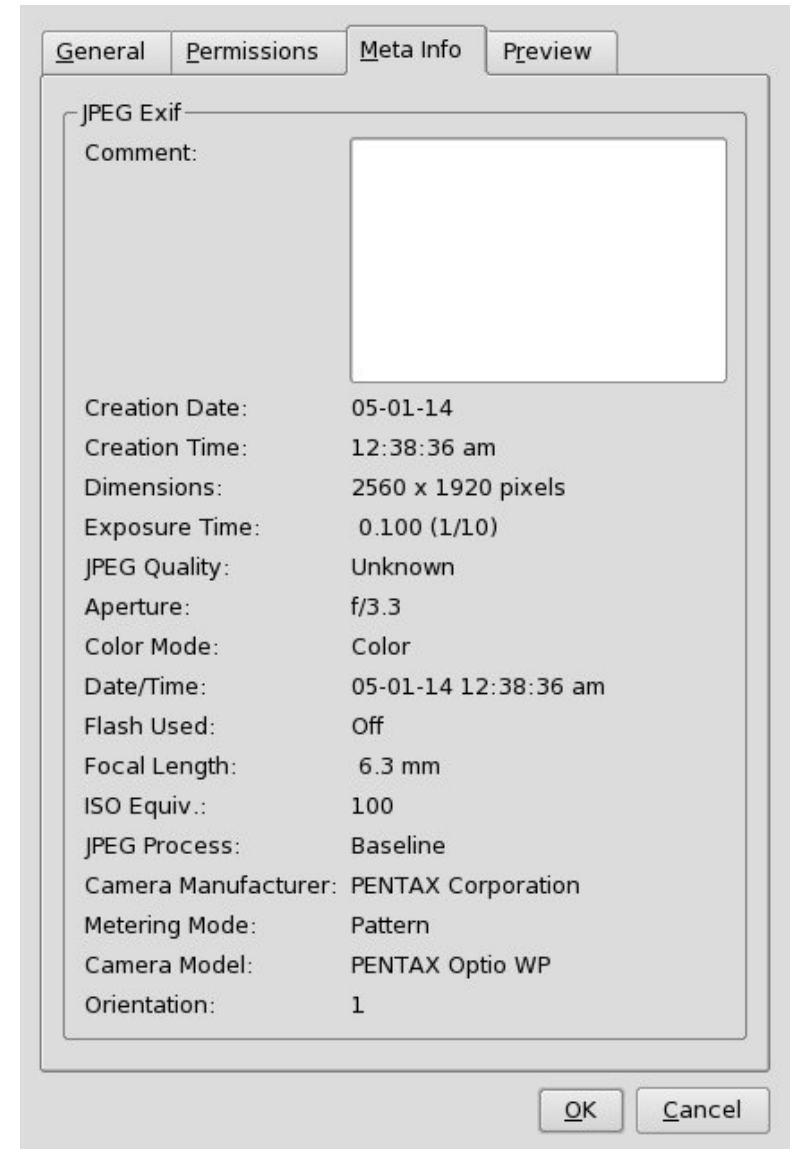 General Permissions Meta Info Preview
JPEG Exif
Comment:
Creation Date: 05-01-14
Creation Time: 12:38:36 am
Dimensions: 2560 x 1920 pixels
Exposure Time: 0.100 (1/10)
JPEG Quality: Unknown
Aperture: f/3.3
Color Mode: Color
Date/Time: 05-01-14 12:38:36 am
Flash Used: Off
Focal Length: 6.3 mm
ISO Equiv.: 100
JPEG Process: Baseline
Camera Manufacturer: PENTAX Corporation
Metering Mode: Pattern
Camera Model: PENTAX Optio WP
Orientation: 1
OK Cancel